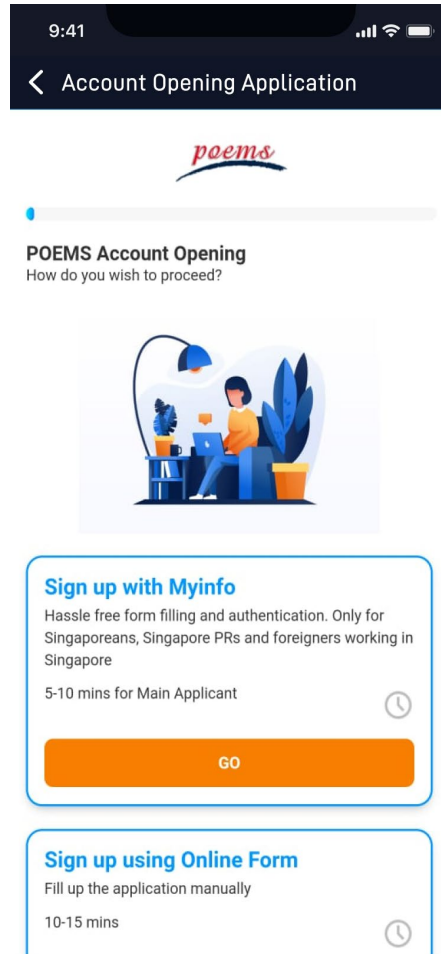 9:41
Account Opening Application
poems
POEMS Account Opening
How do you wish to proceed?
Sign up with Myinfo
Hassle free form filling and authentication. Only for
Singaporeans, Singapore PRs and foreigners working in
Singapore
5-10 mins for Main Applicant
GO
Sign up using Online Form
Fill up the application manually
10-15 mins